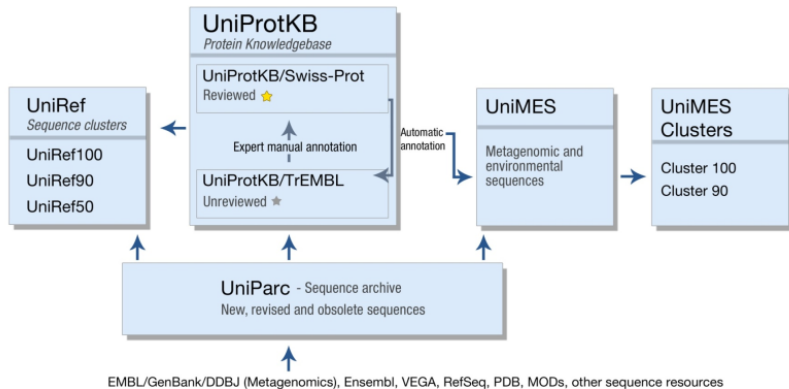 UniProtKB
Protein Knowledgebase
UniProtKB/Swiss-Prot
Reviewed
Expert manual annotation
UniProtKB/TrEMBL
Unreviewed
UniRef
Sequence clusters
UniRef100
UniRef90
UniRef50
Automatic
annotation
UniMES
Metagenomic and
environmental
sequences
UniMES
Clusters
Cluster 100
Cluster 90
UniParc - Sequence archive
New, revised and obsolete sequences
EMBL/GenBank/DDBJ (Metagenomics), Ensembl, VEGA, RefSeq, PDB, MODs, other sequence resources